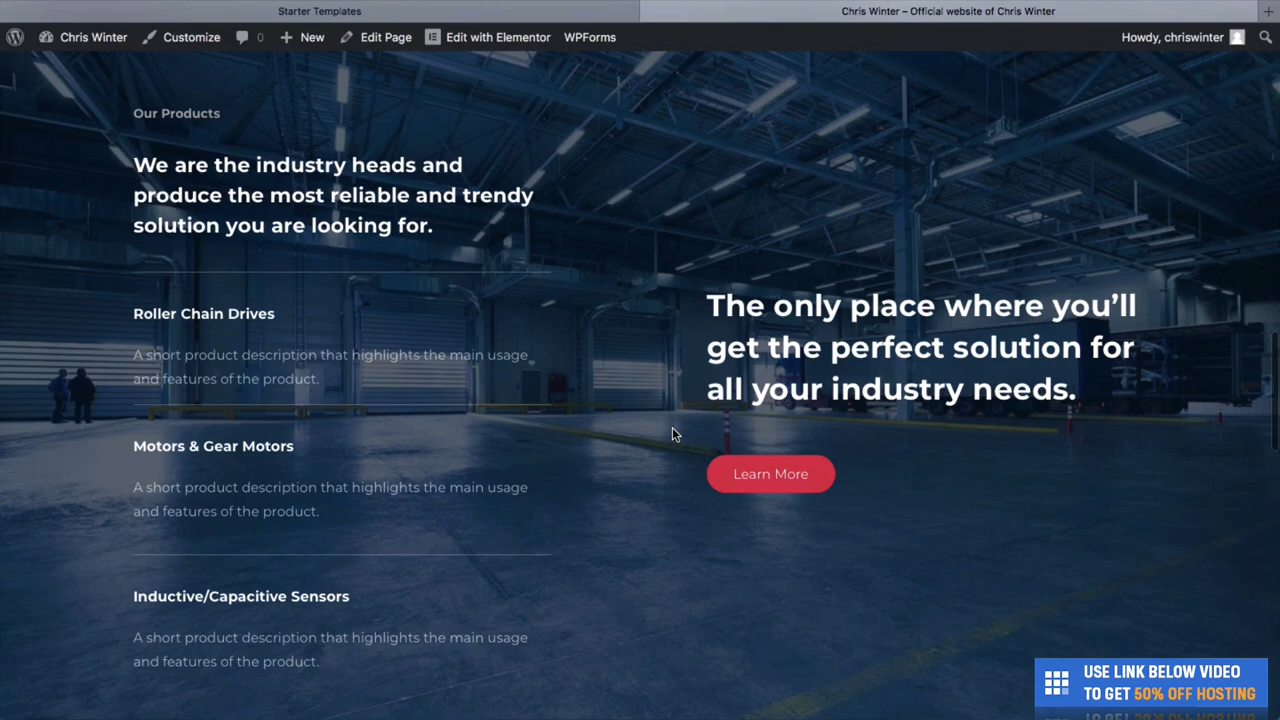 Starter Templates
Chris Winter – Official website of Chris Winter
Chris Winter
Customize
0
New
Edit Page
Edit with Elementor
WPForms
Howdy, chriswinter
Our Products
We are the industry heads and
produce the most reliable and trendy
solution you are looking for.
Roller Chain Drives
A short product description that highlights the main usage
and features of the product.
Motors & Gear Motors
A short product description that highlights the main usage
and features of the product.
Inductive/Capacitive Sensors
A short product description that highlights the main usage
and features of the product.
The only place where you’ll
get the perfect solution for
all your industry needs.
Learn More
USE LINK BELOW VIDEO
TO GET 50% OFF HOSTING